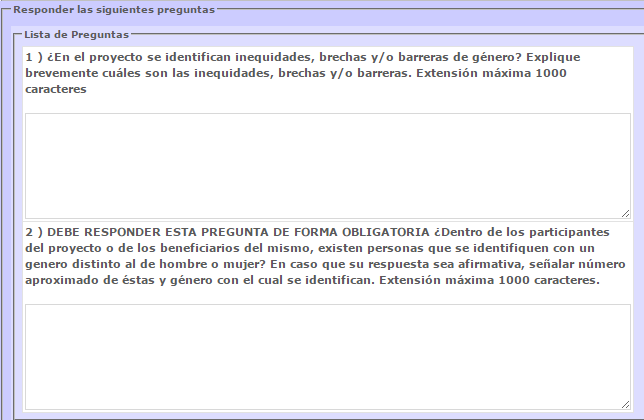 Responder las siguientes preguntas
Lista de Preguntas
1 ) ¿En el proyecto se identifican inequidades, brechas y/o barreras de género? Explique
brevemente cuáles son las inequidades, brechas y/o barreras. Extensión máxima 1000
caracteres
2 ) DEBE RESPONDER ESTA PREGUNTA DE FORMA OBLIGATORIA ¿Dentro de los participantes
del proyecto o de los beneficiarios del mismo, existen personas que se identifiquen con un
genero distinto al de hombre o mujer? En caso que su respuesta sea afirmativa, señalar número
aproximado de éstas y género con el cual se identifican. Extensión máxima 1000 caracteres.